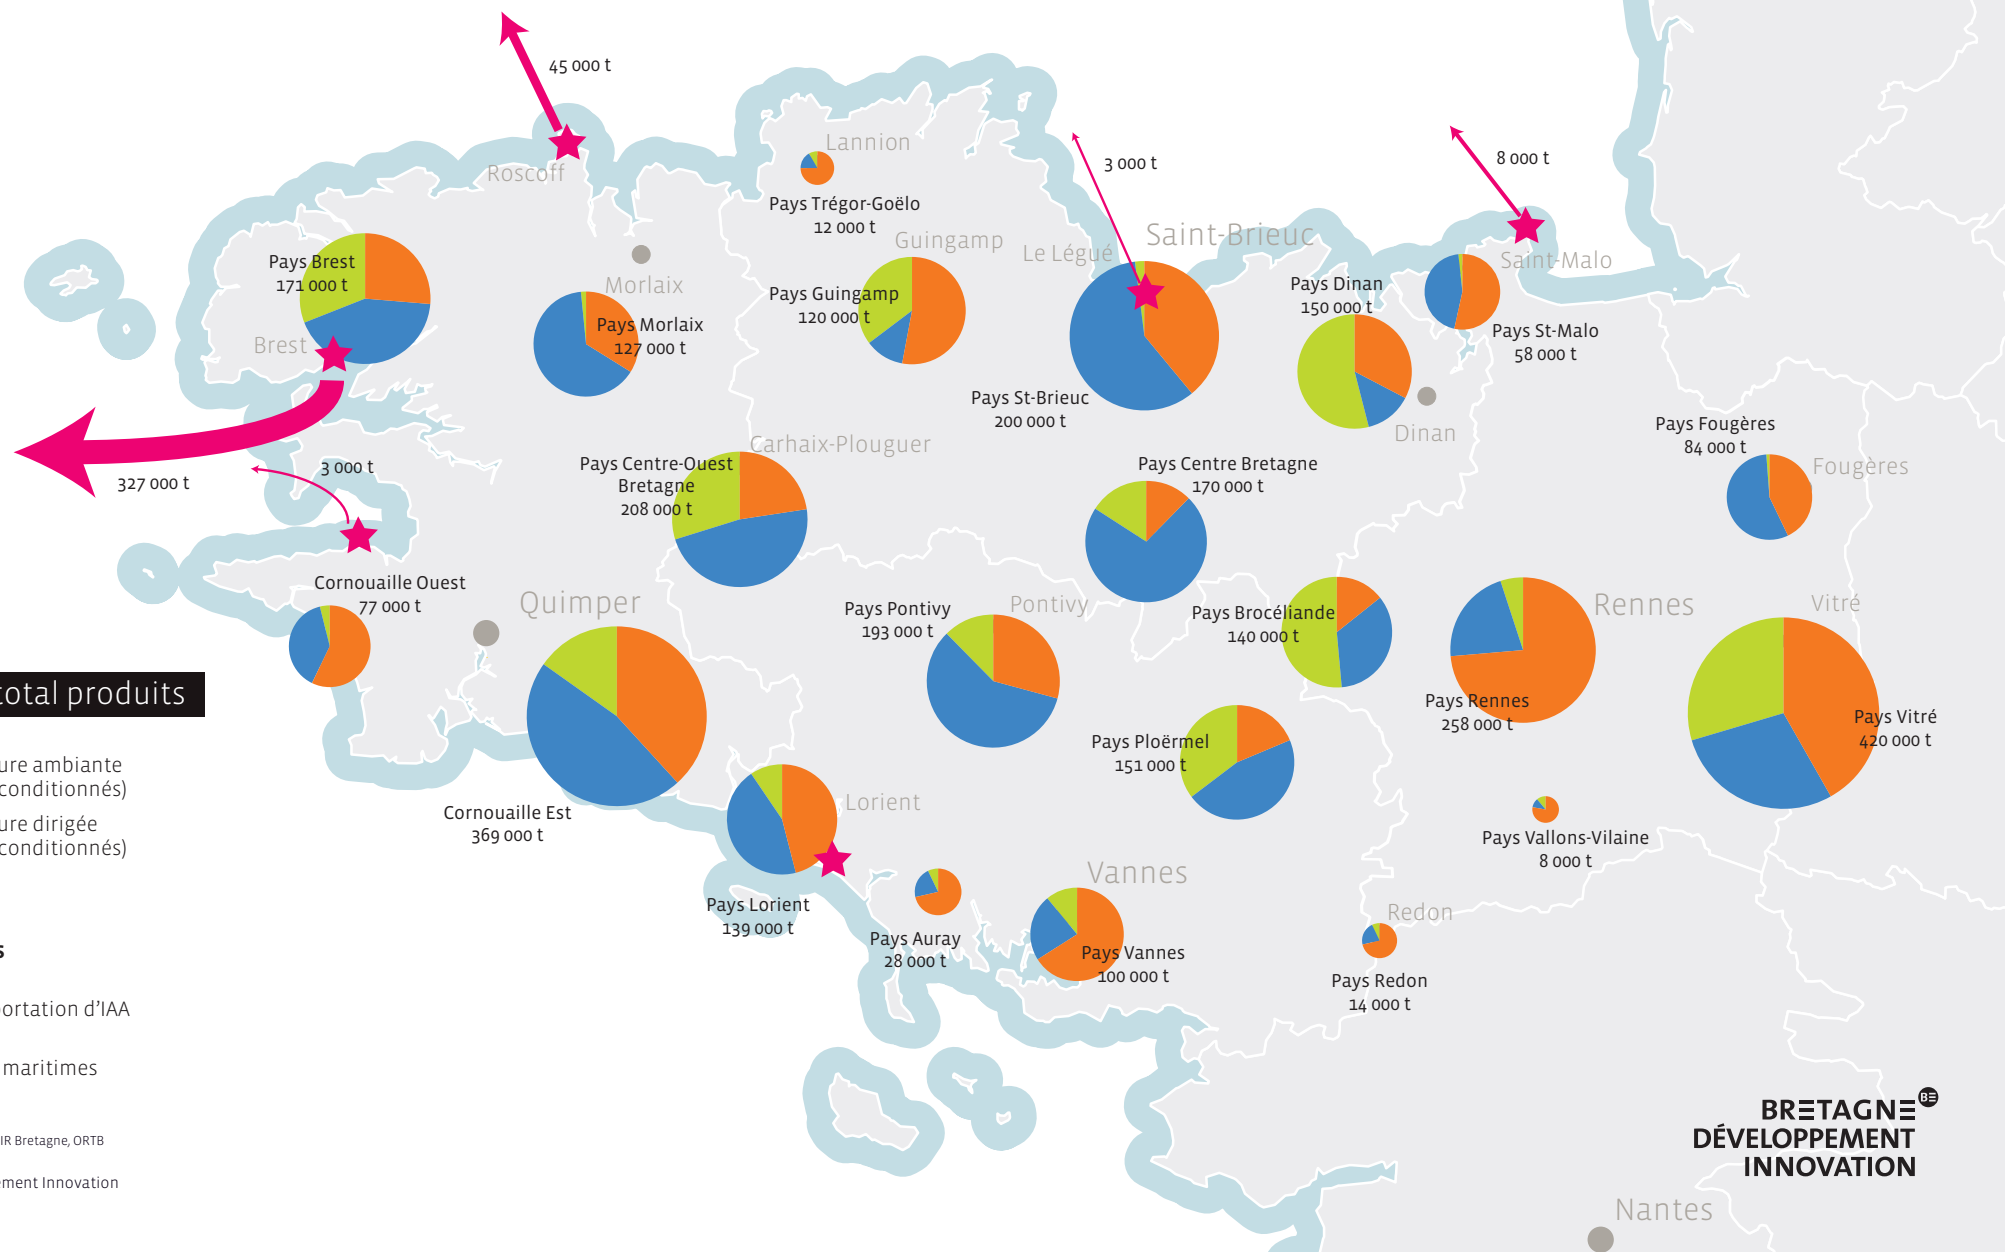 45 000 t
Roscoff
Lannion
Pays Trégor-Goëlo
12 000 t
3 000 t
8 000 t
Guingamp
Le Légué
Saint-Brieuc
Saint-Malo
Pays Brest
171 000 t
Morlaix
Pays Guingamp
120 000 t
Pays Dinan
150 000 t
Pays Morlaix
127 000 t
Pays St-Malo
58 000 t
Brest
Pays St-Brieuc
200 000 t
Dinan
Pays Fougères
84 000 t
Fougères
Carhaix-Plouguer
Pays Centre-Ouest
Bretagne
208 000 t
Pays Centre Bretagne
170 000 t
3 000 t
327 000 t
Cornouaille Ouest
77 000 t
Quimper
Pays Pontivy
193 000 t
Pontivy
Pays Brocéliande
140 000 t
Rennes
Vitré
total produits
Pays Rennes
258 000 t
Pays Vitré
420 000 t
Pays Ploërmel
151 000 t
ure ambiante
conditionnés)
ure dirigée
conditionnés)
Cornouaille Est
369 000 t
Lorient
Pays Vallons-Vilaine
8 000 t
Vannes
Pays Lorient
139 000 t
Pays Auray
28 000 t
Pays Vannes
100 000 t
Redon
Pays Redon
14 000 t
s
ortation d'IAA
maritimes
IR Bretagne, ORTB
ement Innovation
BRETAGNE BE
DÉVELOPPEMENT
INNOVATION
Nantes